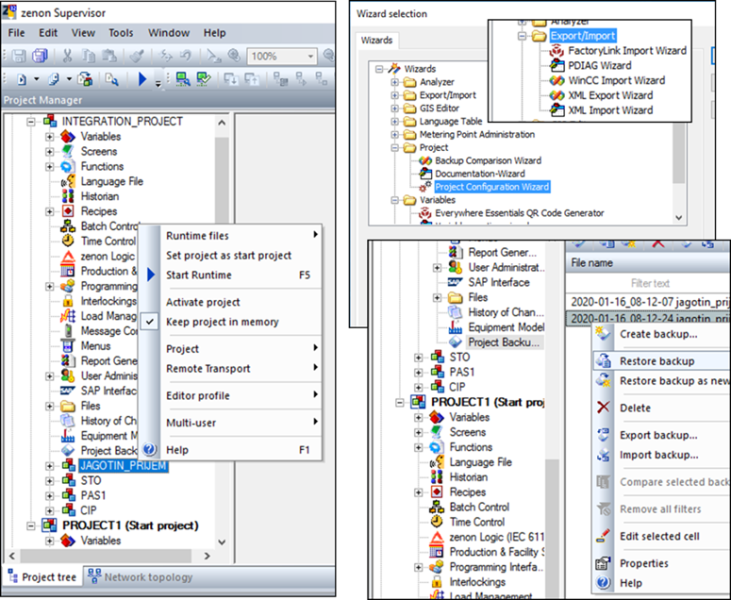 zenon Supervisor
File Edit View Tools Window Help
100%
Project Manager
INTEGRATION_PROJECT
Variables
Screens
Functions
Language File
Historian
Recipes
Batch Control
Time Control
zenon Logic
Production &
Programming
Interlockings
Load Manag
Message Co
Menus
Report Gene
User Adminis
SAP Interface
Files
History of Ch
Equipment M
Project Back
JAGOTIN_PRIJEM
STO
PAS1
CIP
PROJECT1 (Start project)
Variables
Project tree
Network topology
Runtime files
Set project as start project
Start Runtime F5
Activate project
Keep project in memory
Project
Remote Transport
Editor profile
Multi-user
Help F1
Wizard selection
Wizards
Wizards
Analyzer
Export/Import
GIS Editor
Language Table
Metering Point Administration
Project
Backup Comparison Wizard
Documentation-Wizard
Project Configuration Wizard
Variables
Everywhere Essentials QR Code Generator
Analyzer
Export/Import
FactoryLink Import Wizard
PDIAG Wizard
WinCC Import Wizard
XML Export Wizard
XML Import Wizard
Report Gener...
User Administrat...
SAP Interface
Files
History of Chan...
Equipment Model
Project Backu...
STO
PAS1
CIP
PROJECT1 (Start proj
Variables
Screens
Functions
Language File
Historian
Recipes
Batch Control
Time Control
zenon Logic (IEC 611
Production & Facility S
Programming Interfa...
Interlockings
Load Management
File name
Filter text
2020-01-16_08-12-07 jagotin_prij
2020-01-16_08-12-24 jagotin_prij
Create backup...
Restore backup
Restore backup as new
Delete
Export backup...
Import backup...
Compare selected back
Remove all filters
Edit selected cell
Properties
Help